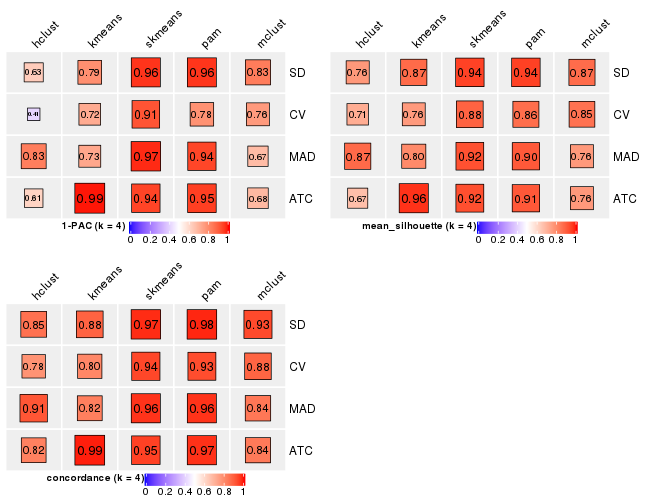 hclust kmeans skmeans pam mclust
0.63 0.79 0.96 0.96 0.83 SD
0.72 0.91 0.78 0.76 CV
0.83 0.73 0.97 0.94 0.67 MAD
0.61 0.99 0.94 0.95 0.68 ATC
1-PAC (k = 4)
0 0.2 0.4 0.6 0.8 1
hclust kmeans skmeans pam mclust
0.76 0.87 0.94 0.94 0.87 SD
0.71 0.76 0.88 0.86 0.85 CV
0.87 0.80 0.92 0.90 0.76 MAD
0.67 0.96 0.92 0.91 0.76 ATC
mean_silhouette (k = 4)
0 0.2 0.4 0.6 0.8 1
hclust kmeans skmeans pam mclust
0.85 0.88 0.97 0.98 0.93 SD
0.78 0.80 0.94 0.93 0.88 CV
0.91 0.82 0.96 0.96 0.84 MAD
0.82 0.99 0.95 0.97 0.84 ATC
concordance (k = 4)
0 0.2 0.4 0.6 0.8 1